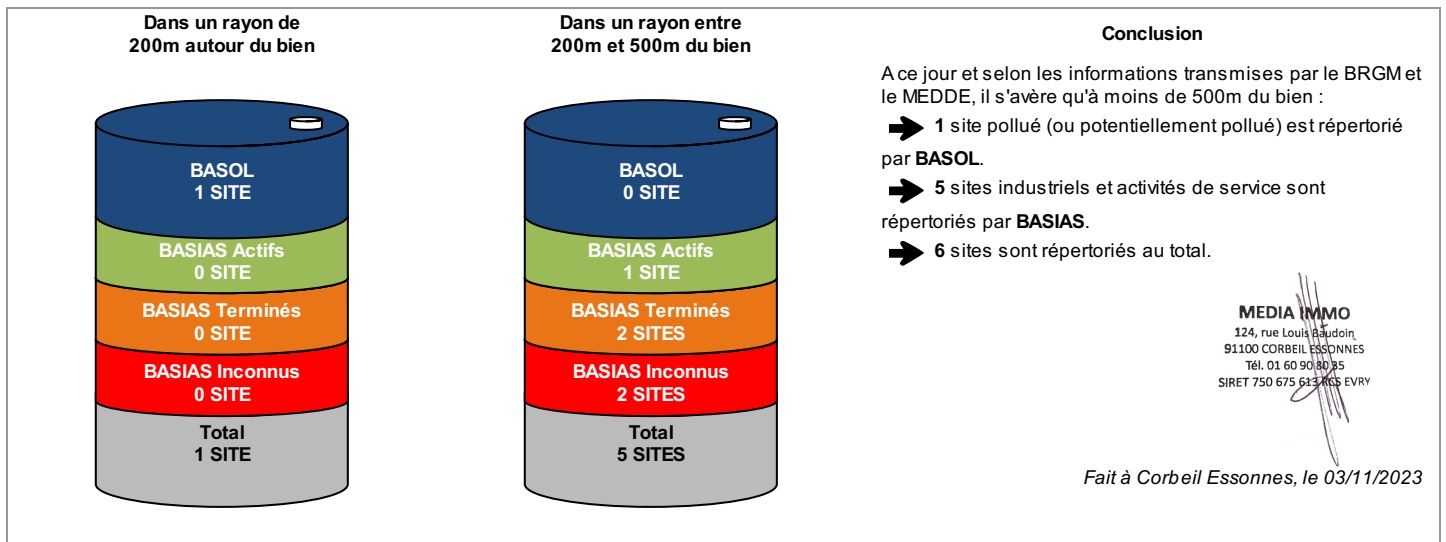 Dans un rayon de
200m autour du bien
BASOL
1 SITE
BASIAS Actifs
0 SITE
BASIAS Terminés
0 SITE
BASIAS Inconnus
0 SITE
Total
1 SITE
Dans un rayon entre
200m et 500m du bien
BASOL
0 SITE
BASIAS Actifs
1 SITE
BASIAS Terminés
2 SITES
BASIAS Inconnus
2 SITES
Total
5 SITES
Conclusion
A ce jour et selon les informations transmises par le BRGM et
le MEDDE, il s'avère qu'à moins de 500m du bien :
1 site pollué (ou potentiellement pollué) est répertorié
par BASOL.
5 sites industriels et activités de service sont
répertoriés par BASIAS.
6 sites sont répertoriés au total.
MEDIA IMMO
124, rue Louis Baudoin
91100 CORBEIL ESSONNES
Tél. 01 60 90 80 85
SIRET 750 675 613 RCS EVRY
Fait à Corbeil Essonnes, le 03/11/2023